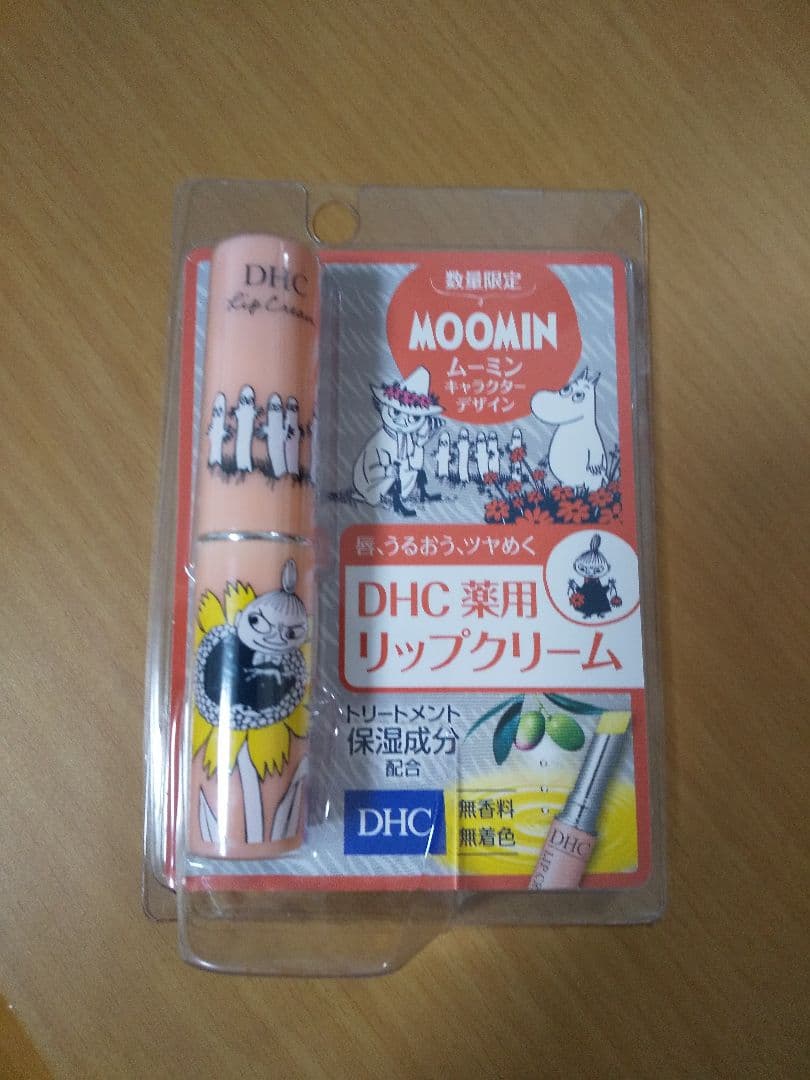 DHC
Lip Cream
数量限定
MOOMIN
ムーミン
キャラクター
デザイン
唇、うるおう、ツヤめく
DHC 薬用
リップクリーム
トリートメント
保湿成分
配合
DHC
無香料
無着色
DHC